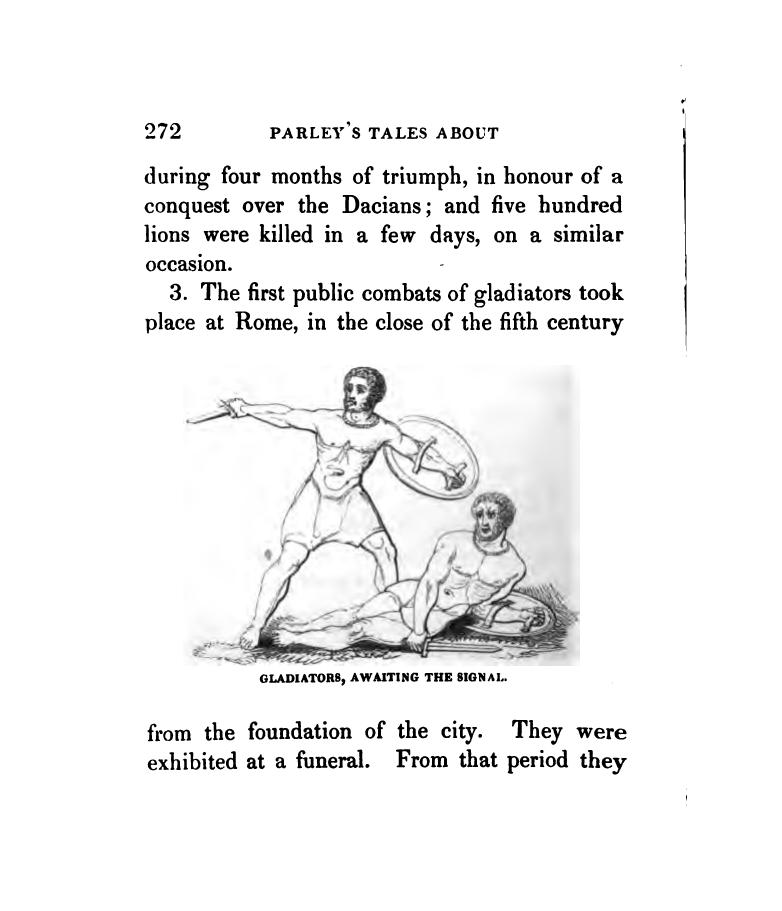 272 PARLEY'S TALES ABOUT
during four months of triumph, in honour of a
conquest over the Dacians; and five hundred
lions were killed in a few days, on a similar
occasion.
3. The first public combats of gladiators took
place at Rome, in the close of the fifth century
GLADIATORS, AWAITING THE SIGNAL.
from the foundation of the city. They were
exhibited at a funeral. From that period they